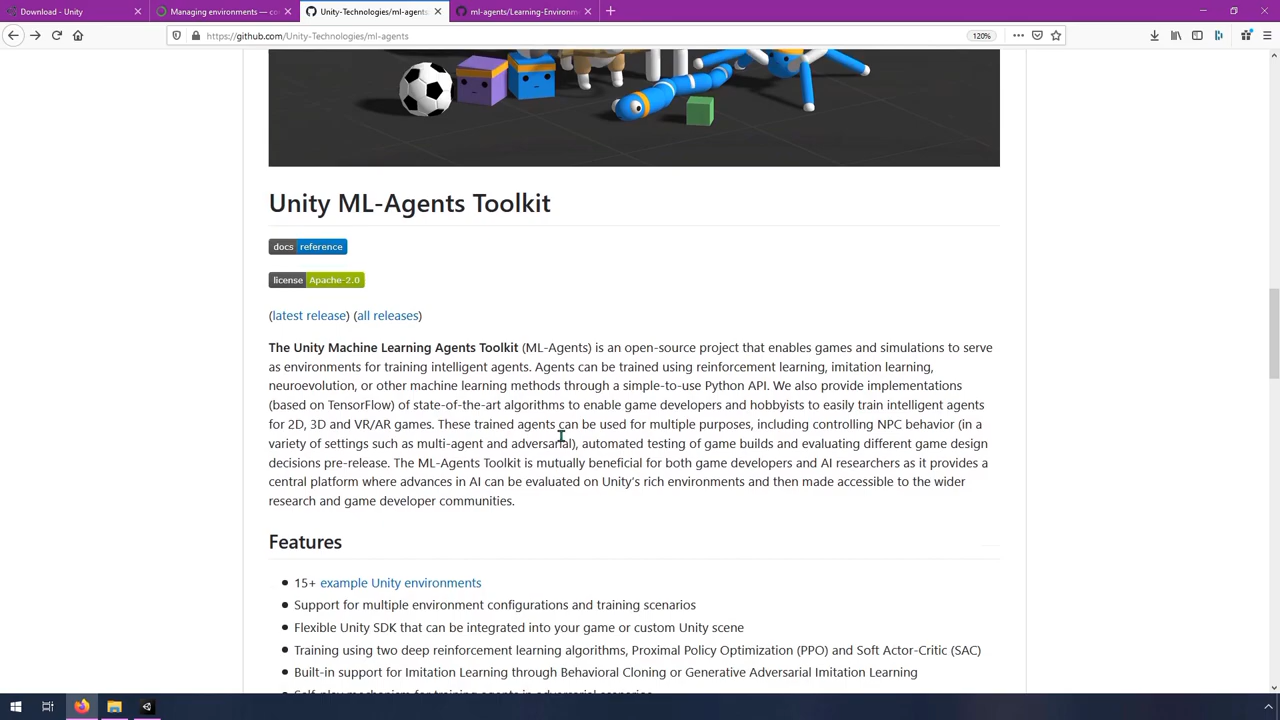 Download - Unity
Managing environments — co
Unity-Technologies/ml-agents
ml-agents/Learning-Environme
https://github.com/Unity-Technologies/ml-agents
120%
Unity ML-Agents Toolkit
docs reference
license Apache-2.0
(latest release) (all releases)
The Unity Machine Learning Agents Toolkit (ML-Agents) is an open-source project that enables games and simulations to serve
as environments for training intelligent agents. Agents can be trained using reinforcement learning, imitation learning,
neuroevolution, or other machine learning methods through a simple-to-use Python API. We also provide implementations
(based on TensorFlow) of state-of-the-art algorithms to enable game developers and hobbyists to easily train intelligent agents
for 2D, 3D and VR/AR games. These trained agents can be used for multiple purposes, including controlling NPC behavior (in a
variety of settings such as multi-agent and adversarial), automated testing of game builds and evaluating different game design
decisions pre-release. The ML-Agents Toolkit is mutually beneficial for both game developers and AI researchers as it provides a
central platform where advances in AI can be evaluated on Unity's rich environments and then made accessible to the wider
research and game developer communities.
Features
15+ example Unity environments
Support for multiple environment configurations and training scenarios
Flexible Unity SDK that can be integrated into your game or custom Unity scene
Training using two deep reinforcement learning algorithms, Proximal Policy Optimization (PPO) and Soft Actor-Critic (SAC)
Built-in support for Imitation Learning through Behavioral Cloning or Generative Adversarial Imitation Learning
Self-play mechanism for training agents in adversarial scenarios